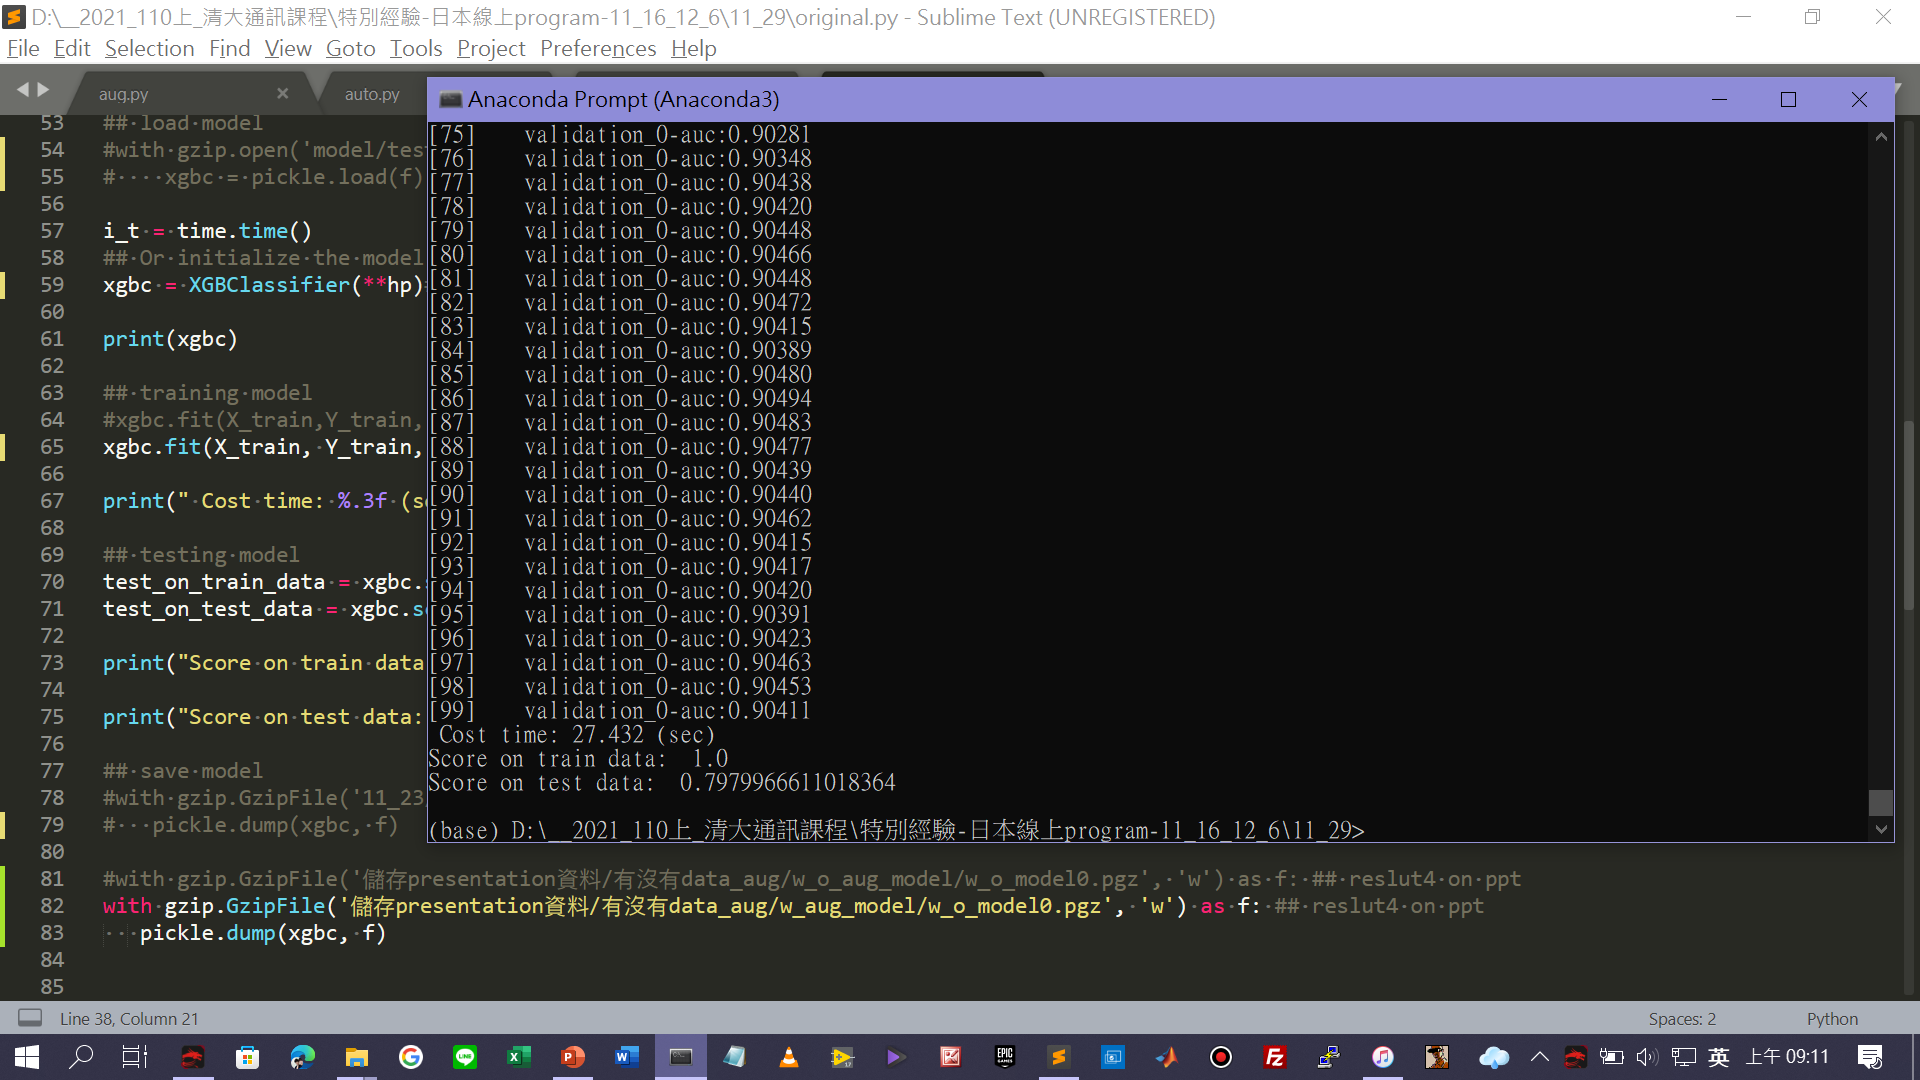 D:\__2021_110上_清大通訊課程\特別經驗-日本線上program-11_16_12_6\11_29\original.py - Sublime Text (UNREGISTERED)
File Edit Selection Find View Goto Tools Project Preferences Help
aug.py
auto.py
Anaconda Prompt (Anaconda3)
53 ## load model
54 #with gzip.open('model/tes
55 #    xgbc = pickle.load(f)
56
57 i_t = time.time()
58 ## Or initialize the model
59 xgbc = XGBClassifier(**hp)
60
61 print(xgbc)
62
63 ## training model
64 #xgbc.fit(X_train,Y_train,
65 xgbc.fit(X_train, Y_train,
66
67 print(" Cost time: %.3f (s
68
69 ## testing model
70 test_on_train_data = xgbc.
71 test_on_test_data = xgbc.s
72
73 print("Score on train data
74
75 print("Score on test data:
76
77 ## save model
78 #with gzip.GzipFile('11_23
79 #   pickle.dump(xgbc, f)
80
81 #with gzip.GzipFile('儲存presentation資料/有沒有data_aug/w_o_aug_model/w_o_model0.pgz', 'w') as f: ## reslut4 on ppt
82 with gzip.GzipFile('儲存presentation資料/有沒有data_aug/w_aug_model/w_o_model0.pgz', 'w') as f: ## reslut4 on ppt
83    pickle.dump(xgbc, f)
84
85
[75]    validation_0-auc:0.90281
[76]    validation_0-auc:0.90348
[77]    validation_0-auc:0.90438
[78]    validation_0-auc:0.90420
[79]    validation_0-auc:0.90448
[80]    validation_0-auc:0.90466
[81]    validation_0-auc:0.90448
[82]    validation_0-auc:0.90472
[83]    validation_0-auc:0.90415
[84]    validation_0-auc:0.90389
[85]    validation_0-auc:0.90480
[86]    validation_0-auc:0.90494
[87]    validation_0-auc:0.90483
[88]    validation_0-auc:0.90477
[89]    validation_0-auc:0.90439
[90]    validation_0-auc:0.90440
[91]    validation_0-auc:0.90462
[92]    validation_0-auc:0.90415
[93]    validation_0-auc:0.90417
[94]    validation_0-auc:0.90420
[95]    validation_0-auc:0.90391
[96]    validation_0-auc:0.90423
[97]    validation_0-auc:0.90463
[98]    validation_0-auc:0.90453
[99]    validation_0-auc:0.90411
 Cost time: 27.432 (sec)
Score on train data:  1.0
Score on test data:  0.7979966611018364
(base) D:\__2021_110上_清大通訊課程\特別經驗-日本線上program-11_16_12_6\11_29>
Line 38, Column 21
Spaces: 2
Python
英
上午 09:11